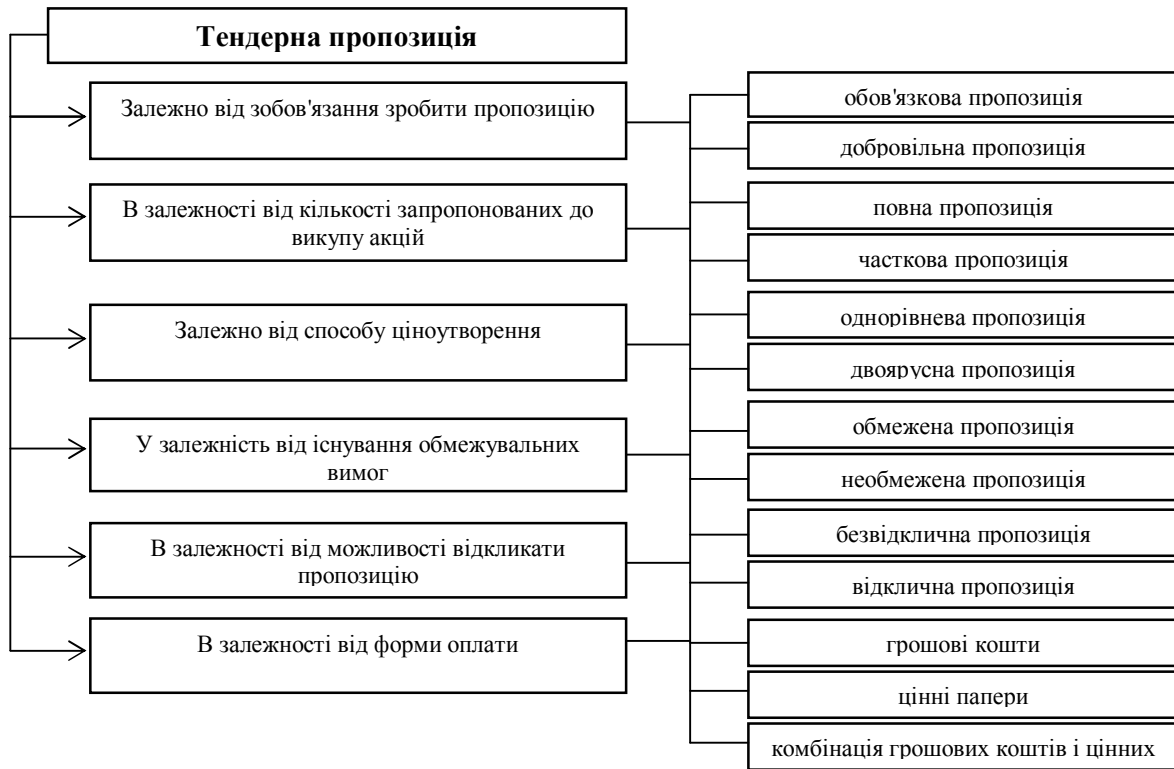 Тендерна пропозиція
Залежно від зобов'язання зробити пропозицію
В залежності від кількості запропонованих до
викупу акцій
Залежно від способу ціноутворення
У залежність від існування обмежувальних
вимог
В залежності від можливості відкликати
пропозицію
В залежності від форми оплати
обов'язкова пропозиція
добровільна пропозиція
повна пропозиція
часткова пропозиція
однорівнева пропозиція
двоярусна пропозиція
обмежена пропозиція
необмежена пропозиція
безвідклична пропозиція
відклична пропозиція
грошові кошти
цінні папери
комбінація грошових коштів і цінних